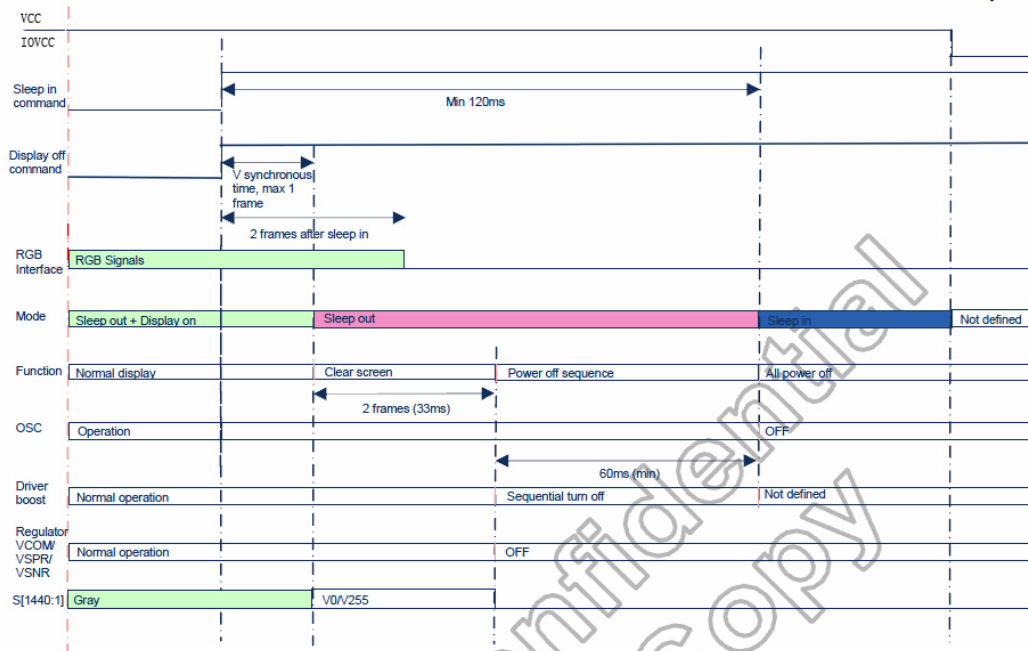 VCC
IOVCC
Sleep in
command
Min 120ms
Display off
command
V synchronous
time, max 1
frame
2 frames after sleep in
RGB
Interface
RGB Signals
Mode
Sleep out + Display on
Sleep out
Sleep in
Not defined
Function
Normal display
Clear screen
Power off sequence
All power off
2 frames (33ms)
OSC
Operation
OFF
60ms (min)
Driver
boost
Normal operation
Sequential turn off
Not defined
Regulator
VCOM/
VSPR/
VSNR
Normal operation
OFF
S[1440:1]
Gray
V0/V255
onfidential
Copy